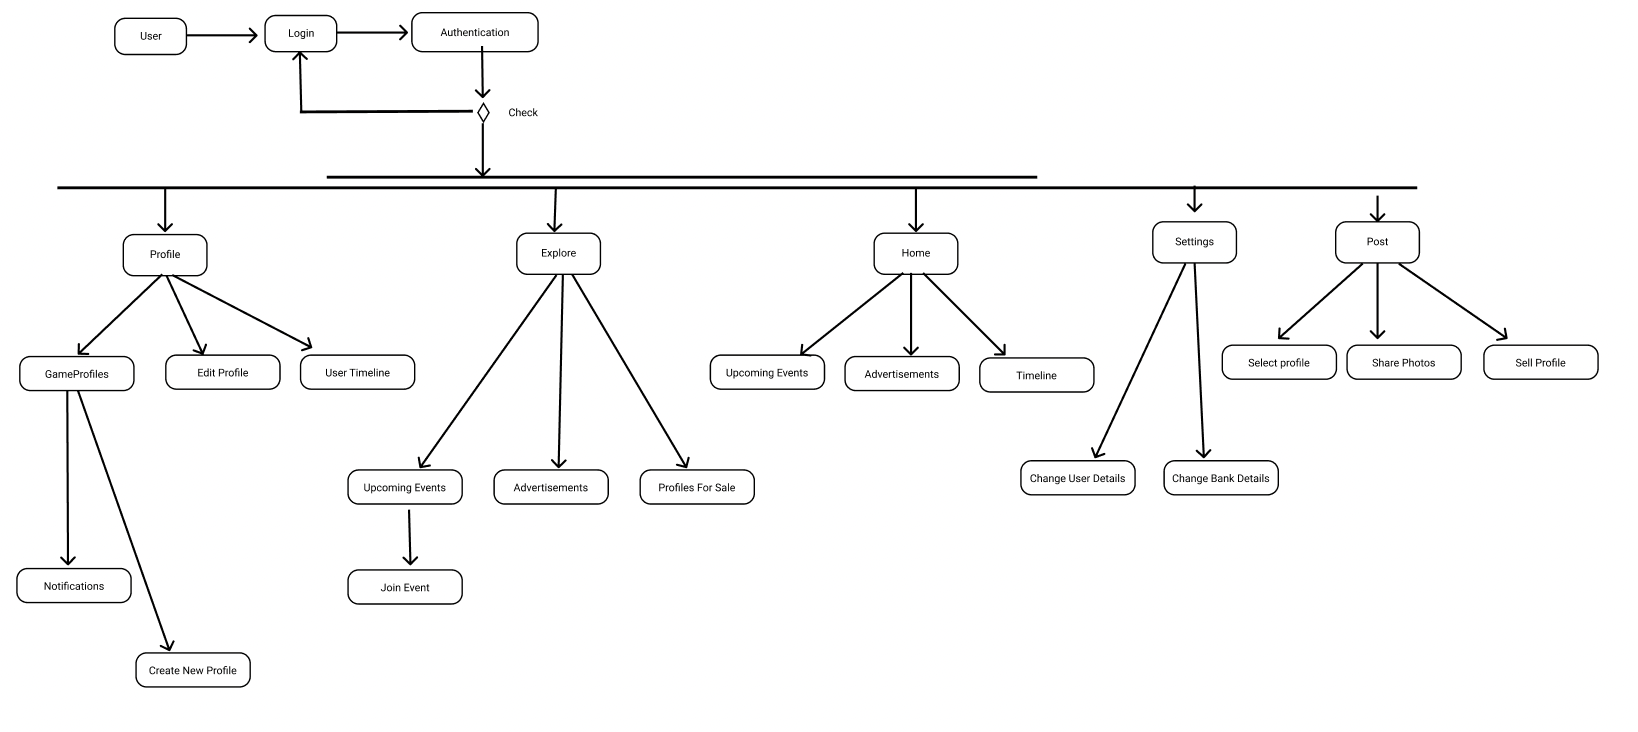 User
Login
Authentication
Check
Profile
Explore
Home
Settings
Post
GameProfiles
Edit Profile
User Timeline
Upcoming Events
Advertisements
Timeline
Select profile
Share Photos
Sell Profile
Upcoming Events
Advertisements
Profiles For Sale
Change User Details
Change Bank Details
Notifications
Join Event
Create New Profile